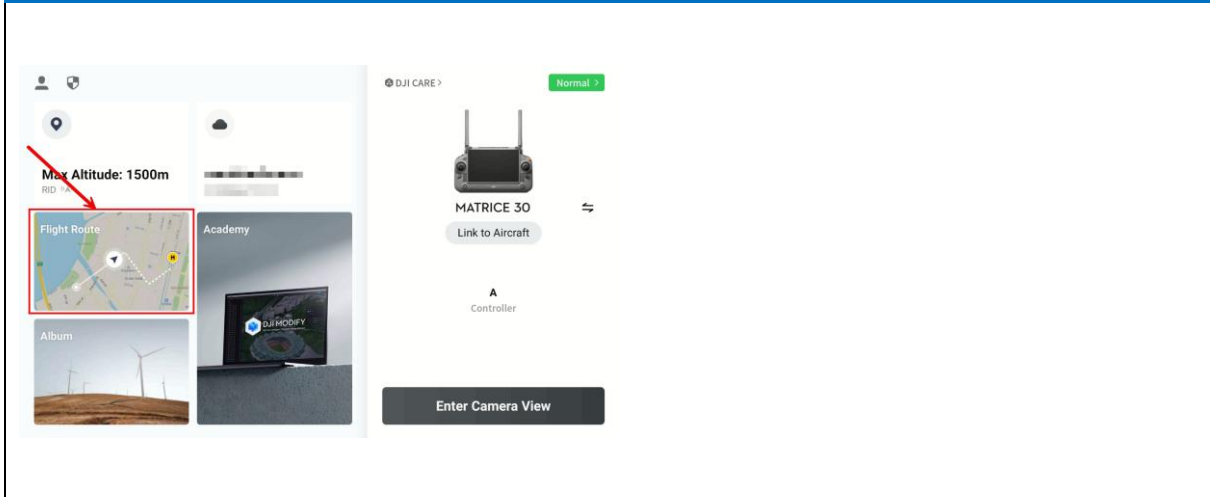 DJI CARE >
Normal >
Max Altitude: 1500m
RID
MATRICE 30
Flight Route
Academy
Link to Aircraft
H
A
Controller
DJI MODIFY
Album
Enter Camera View